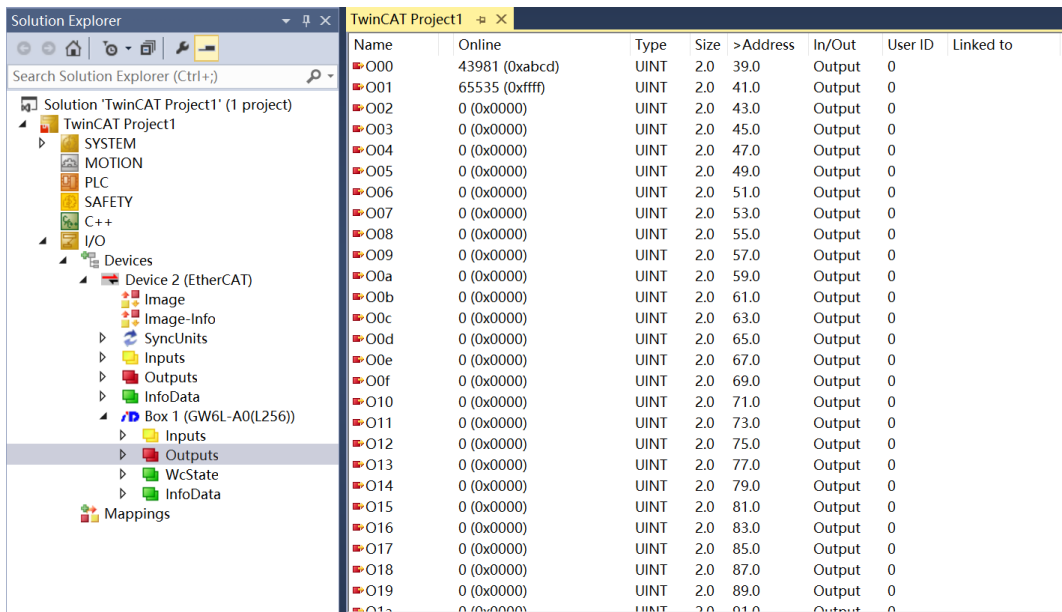 Solution Explorer
Search Solution Explorer (Ctrl+;)
Solution 'TwinCAT Project1' (1 project)
TwinCAT Project1
SYSTEM
MOTION
PLC
SAFETY
C++
I/O
Devices
Device 2 (EtherCAT)
Image
Image-Info
SyncUnits
Inputs
Outputs
InfoData
Box 1 (GW6L-A0(L256))
Inputs
Outputs
WcState
InfoData
Mappings
TwinCAT Project1
Name Online Type Size >Address In/Out User ID Linked to
O00 43981 (0xabcd) UINT 2.0 39.0 Output 0
O01 65535 (0xffff) UINT 2.0 41.0 Output 0
O02 0 (0x0000) UINT 2.0 43.0 Output 0
O03 0 (0x0000) UINT 2.0 45.0 Output 0
O04 0 (0x0000) UINT 2.0 47.0 Output 0
O05 0 (0x0000) UINT 2.0 49.0 Output 0
O06 0 (0x0000) UINT 2.0 51.0 Output 0
O07 0 (0x0000) UINT 2.0 53.0 Output 0
O08 0 (0x0000) UINT 2.0 55.0 Output 0
O09 0 (0x0000) UINT 2.0 57.0 Output 0
O0a 0 (0x0000) UINT 2.0 59.0 Output 0
O0b 0 (0x0000) UINT 2.0 61.0 Output 0
O0c 0 (0x0000) UINT 2.0 63.0 Output 0
O0d 0 (0x0000) UINT 2.0 65.0 Output 0
O0e 0 (0x0000) UINT 2.0 67.0 Output 0
O0f 0 (0x0000) UINT 2.0 69.0 Output 0
O10 0 (0x0000) UINT 2.0 71.0 Output 0
O11 0 (0x0000) UINT 2.0 73.0 Output 0
O12 0 (0x0000) UINT 2.0 75.0 Output 0
O13 0 (0x0000) UINT 2.0 77.0 Output 0
O14 0 (0x0000) UINT 2.0 79.0 Output 0
O15 0 (0x0000) UINT 2.0 81.0 Output 0
O16 0 (0x0000) UINT 2.0 83.0 Output 0
O17 0 (0x0000) UINT 2.0 85.0 Output 0
O18 0 (0x0000) UINT 2.0 87.0 Output 0
O19 0 (0x0000) UINT 2.0 89.0 Output 0